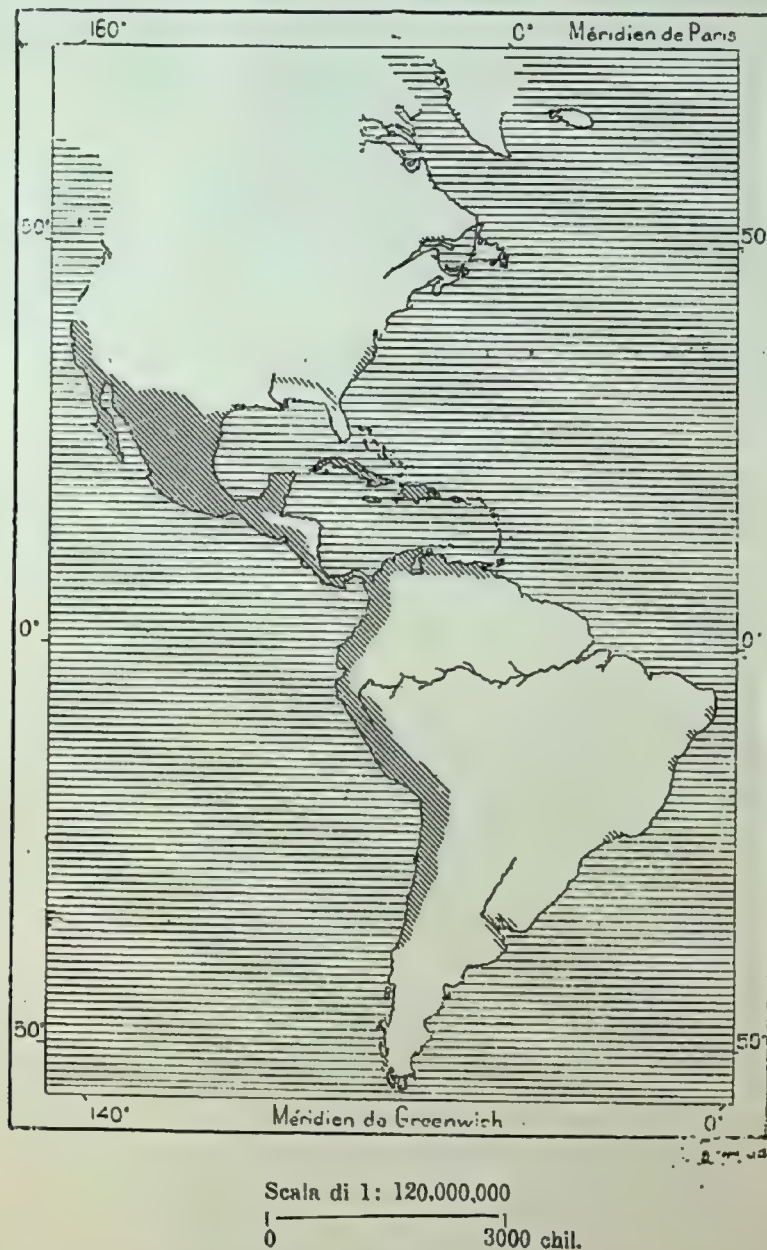 160° 0° Méridien de Paris
50° 50°
0° 0°
50° 50°
140° Méridien de Greenwich 0°
Scala di 1: 120,000,000
0 3000 chil.